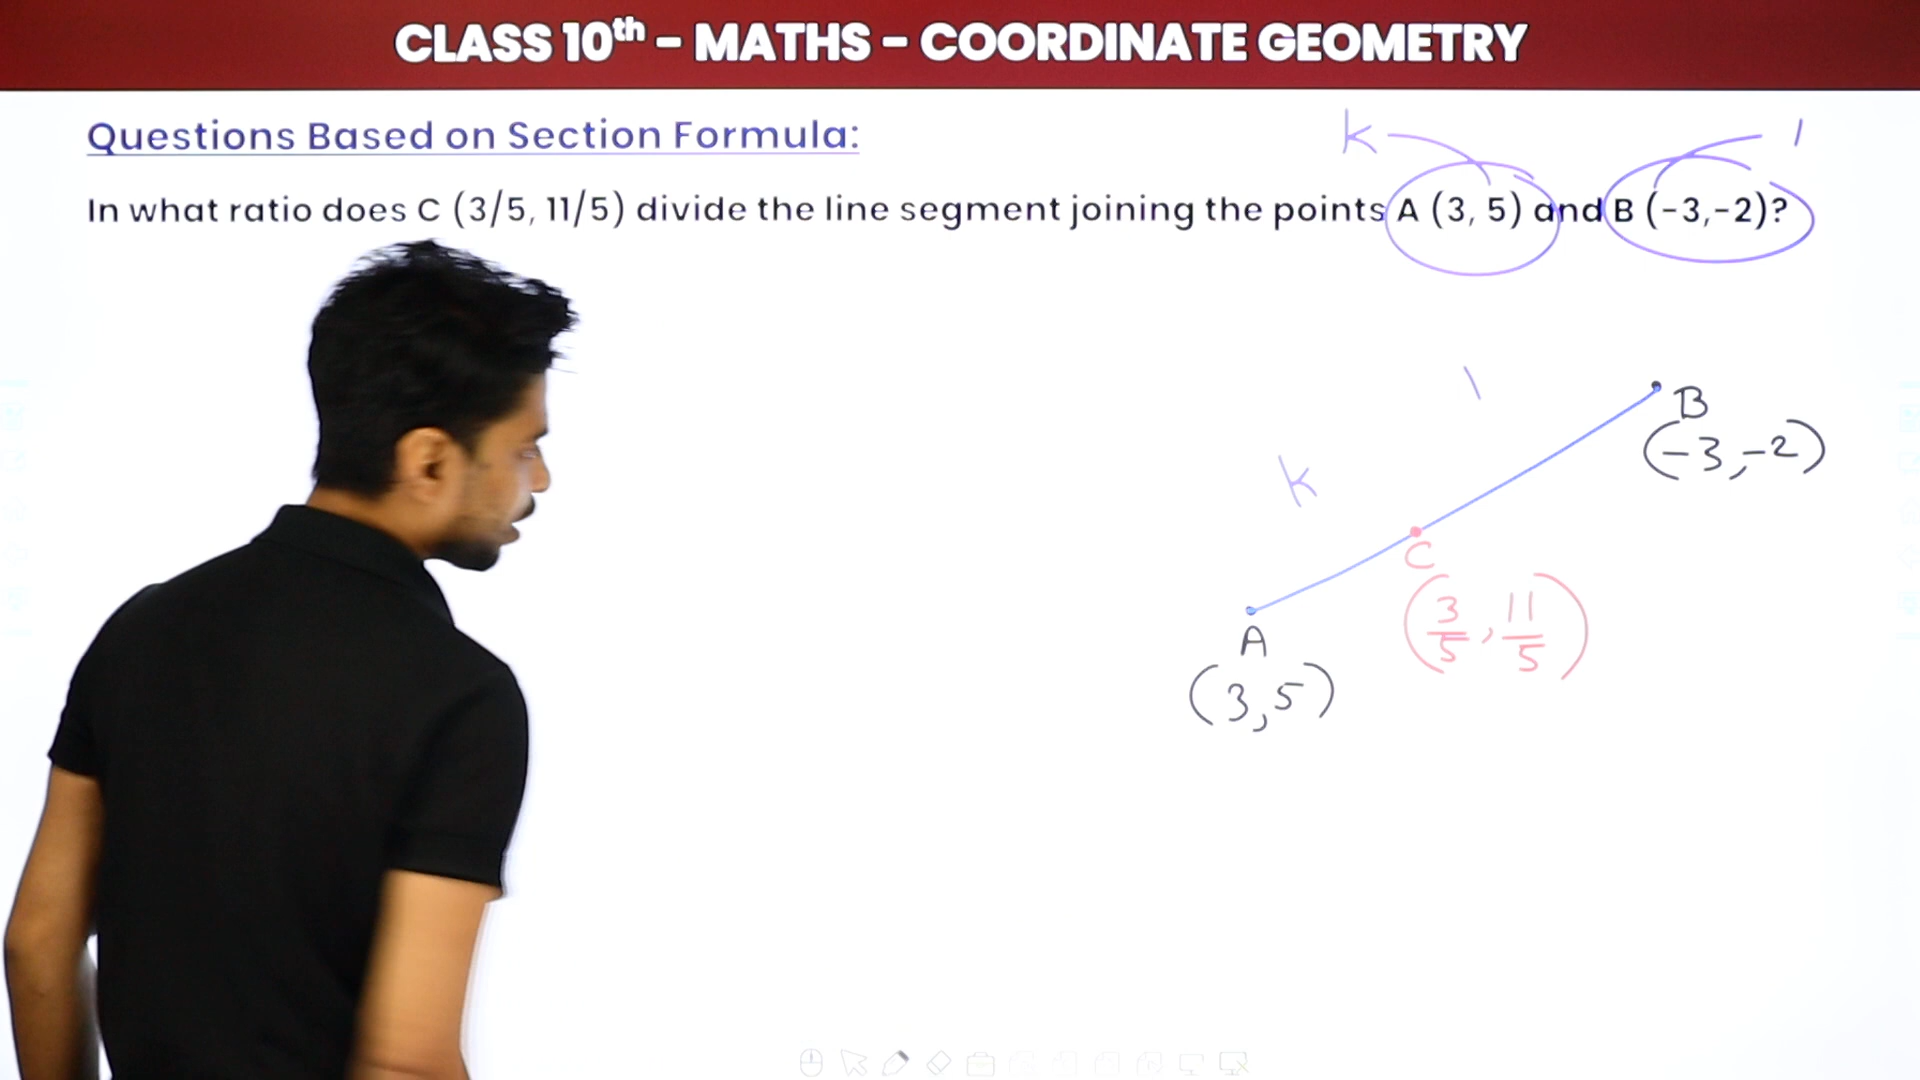 CLASS 10th - MATHS - COORDINATE GEOMETRY
Questions Based on Section Formula:
k 1
In what ratio does C (3/5, 11/5) divide the line segment joining the points A (3, 5) and B (-3,-2)?
1
B
(-3,-2)
k
C
(3/5, 11/5)
A
(3,5)